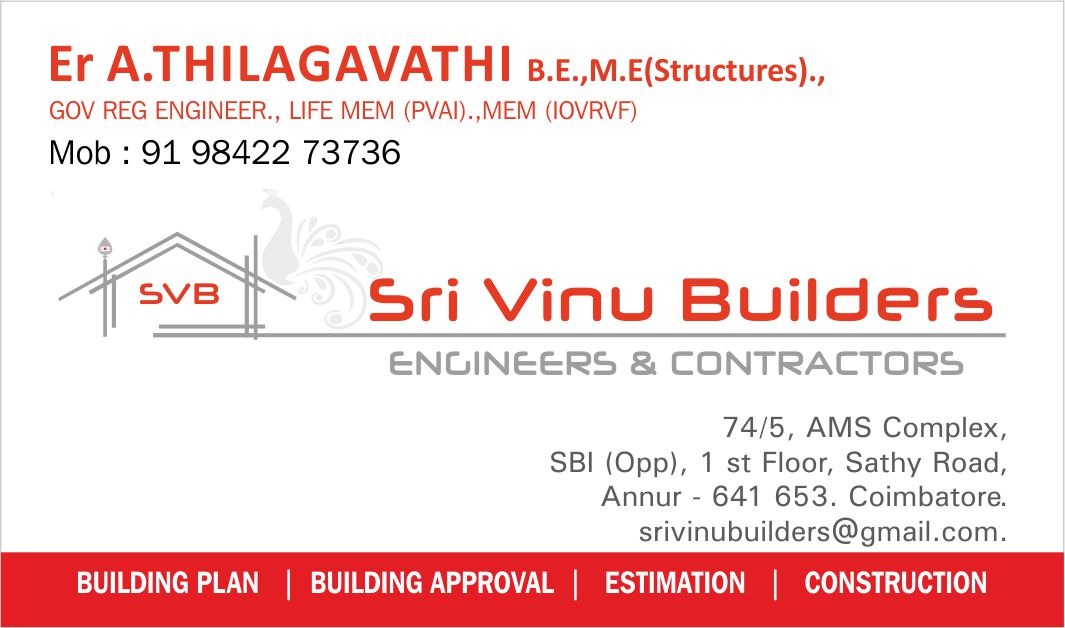 Er A.THILAGAVATHI B.E.,M.E(Structures).,
GOV REG ENGINEER., LIFE MEM (PVAI).,MEM (IOVRVF)
Mob : 91 98422 73736
SVB
Sri Vinu Builders
ENGINEERS & CONTRACTORS
74/5, AMS Complex,
SBI (Opp), 1 st Floor, Sathy Road,
Annur - 641 653. Coimbatore.
srivinubuilders@gmail.com.
BUILDING PLAN | BUILDING APPROVAL | ESTIMATION | CONSTRUCTION